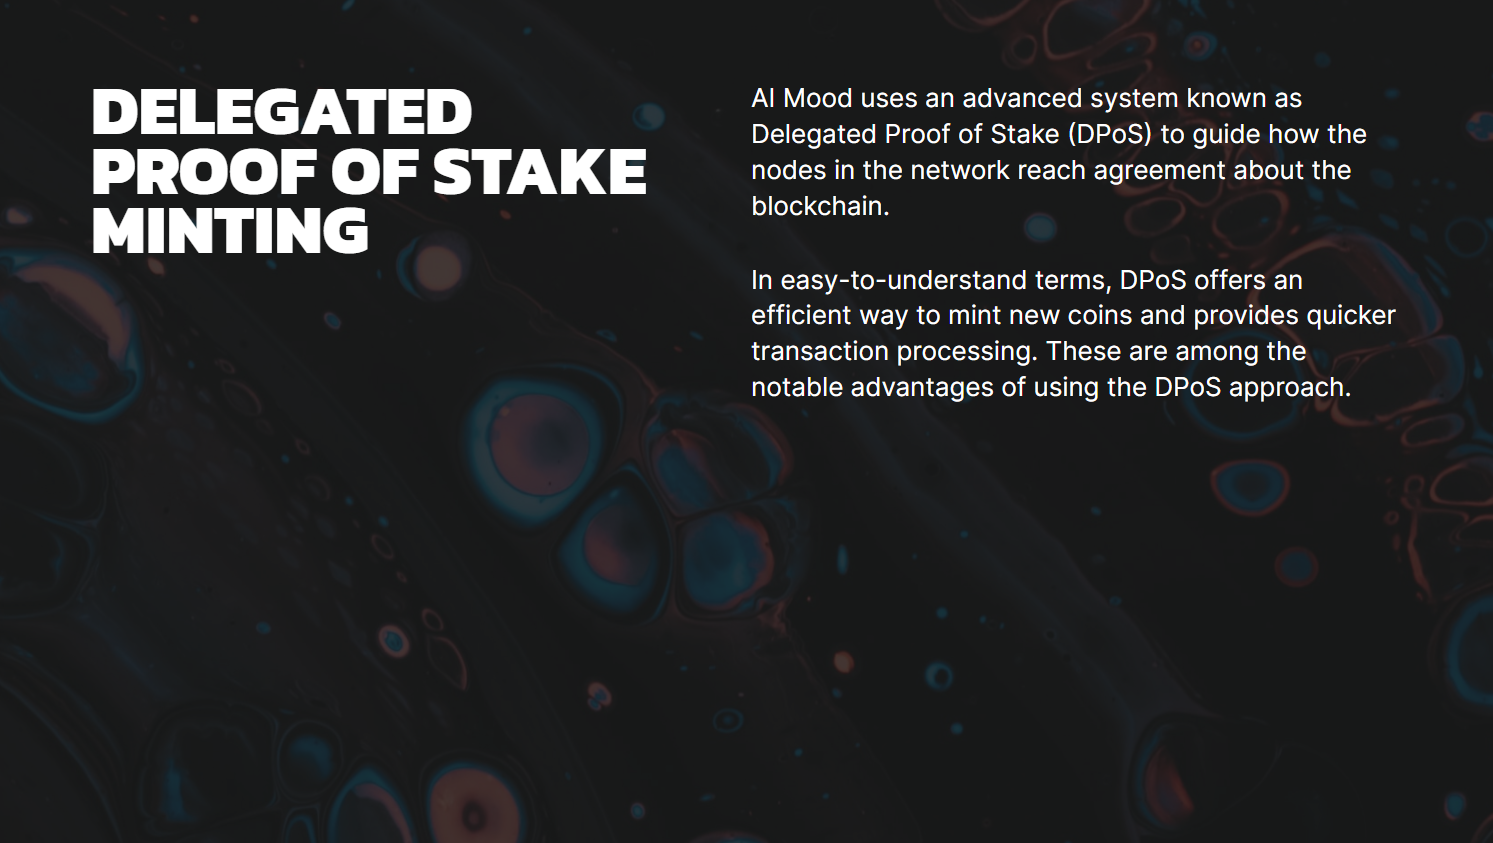 DELEGATED
PROOF OF STAKE
MINTING
AI Mood uses an advanced system known as
Delegated Proof of Stake (DPoS) to guide how the
nodes in the network reach agreement about the
blockchain.
In easy-to-understand terms, DPoS offers an
efficient way to mint new coins and provides quicker
transaction processing. These are among the
notable advantages of using the DPoS approach.